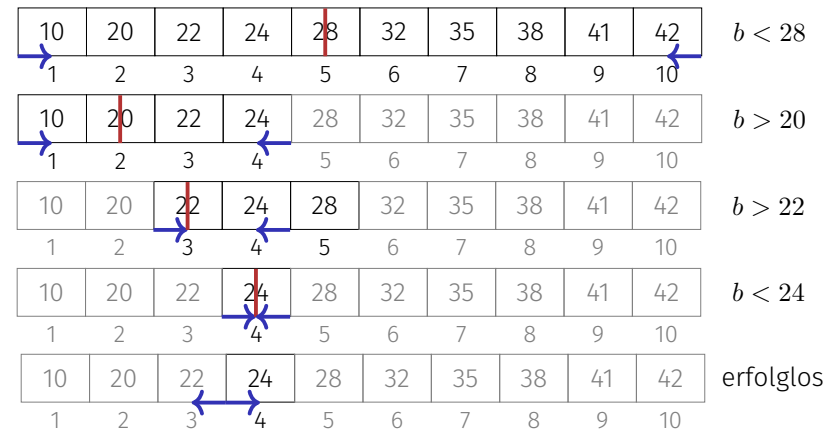 10 20 22 24 28 32 35 38 41 42 b < 28
1 2 3 4 5 6 7 8 9 10
10 20 22 24 28 32 35 38 41 42 b > 20
1 2 3 4 5 6 7 8 9 10
10 20 22 24 28 32 35 38 41 42 b > 22
1 2 3 4 5 6 7 8 9 10
10 20 22 24 28 32 35 38 41 42 b < 24
1 2 3 4 5 6 7 8 9 10
10 20 22 24 28 32 35 38 41 42 erfolglos
1 2 3 4 5 6 7 8 9 10